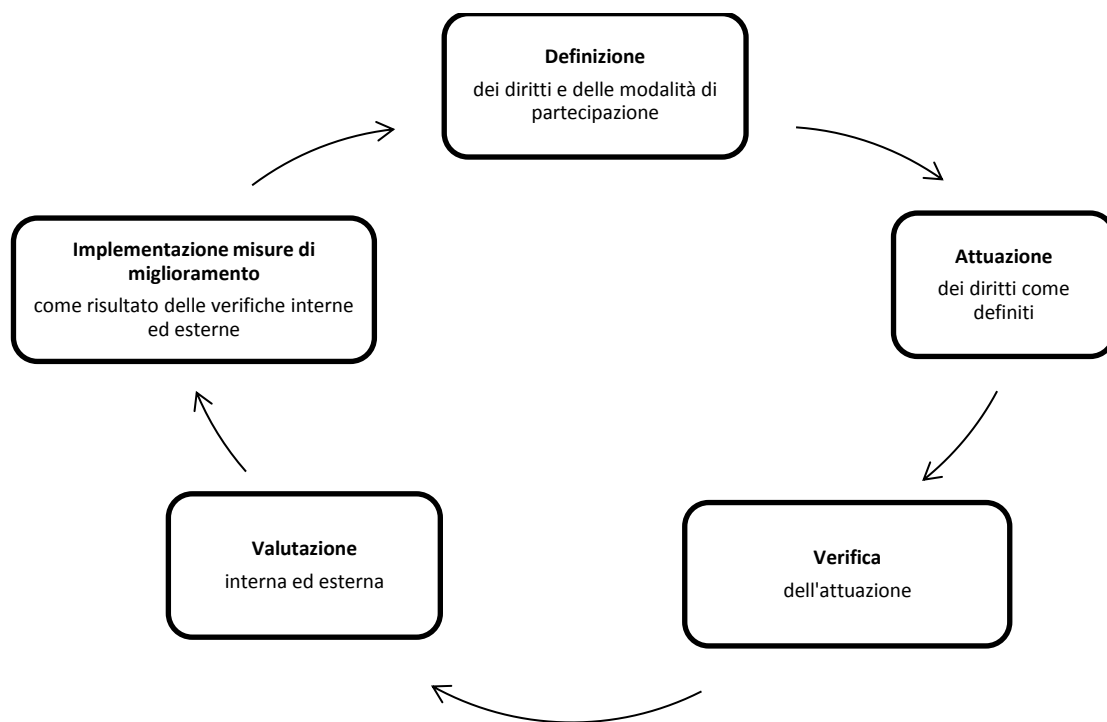 Definizione
dei diritti e delle modalità di
partecipazione
Attuazione
dei diritti come
definiti
Verifica
dell'attuazione
Valutazione
interna ed esterna
Implementazione misure di
miglioramento
come risultato delle verifiche interne
ed esterne